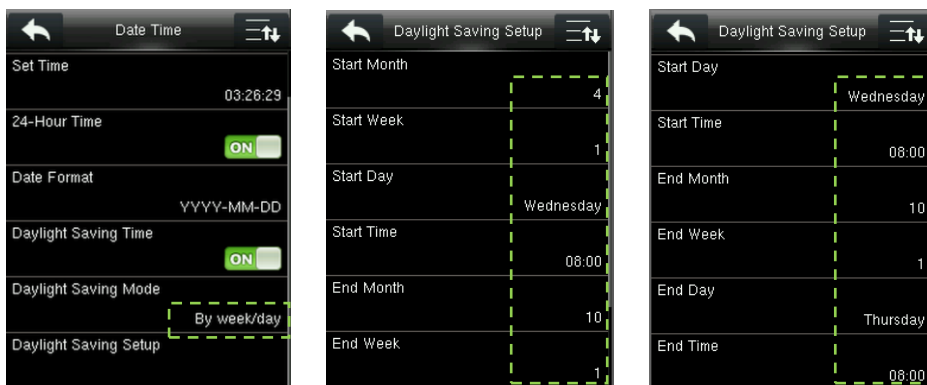 Date Time
Set Time
03:26:29
24-Hour Time
ON
Date Format
YYYY-MM-DD
Daylight Saving Time
ON
Daylight Saving Mode
By week/day
Daylight Saving Setup
Daylight Saving Setup
Start Month
4
Start Week
1
Start Day
Wednesday
Start Time
08:00
End Month
10
End Week
1
Daylight Saving Setup
Start Day
Wednesday
Start Time
08:00
End Month
10
End Week
1
End Day
Thursday
End Time
08:00